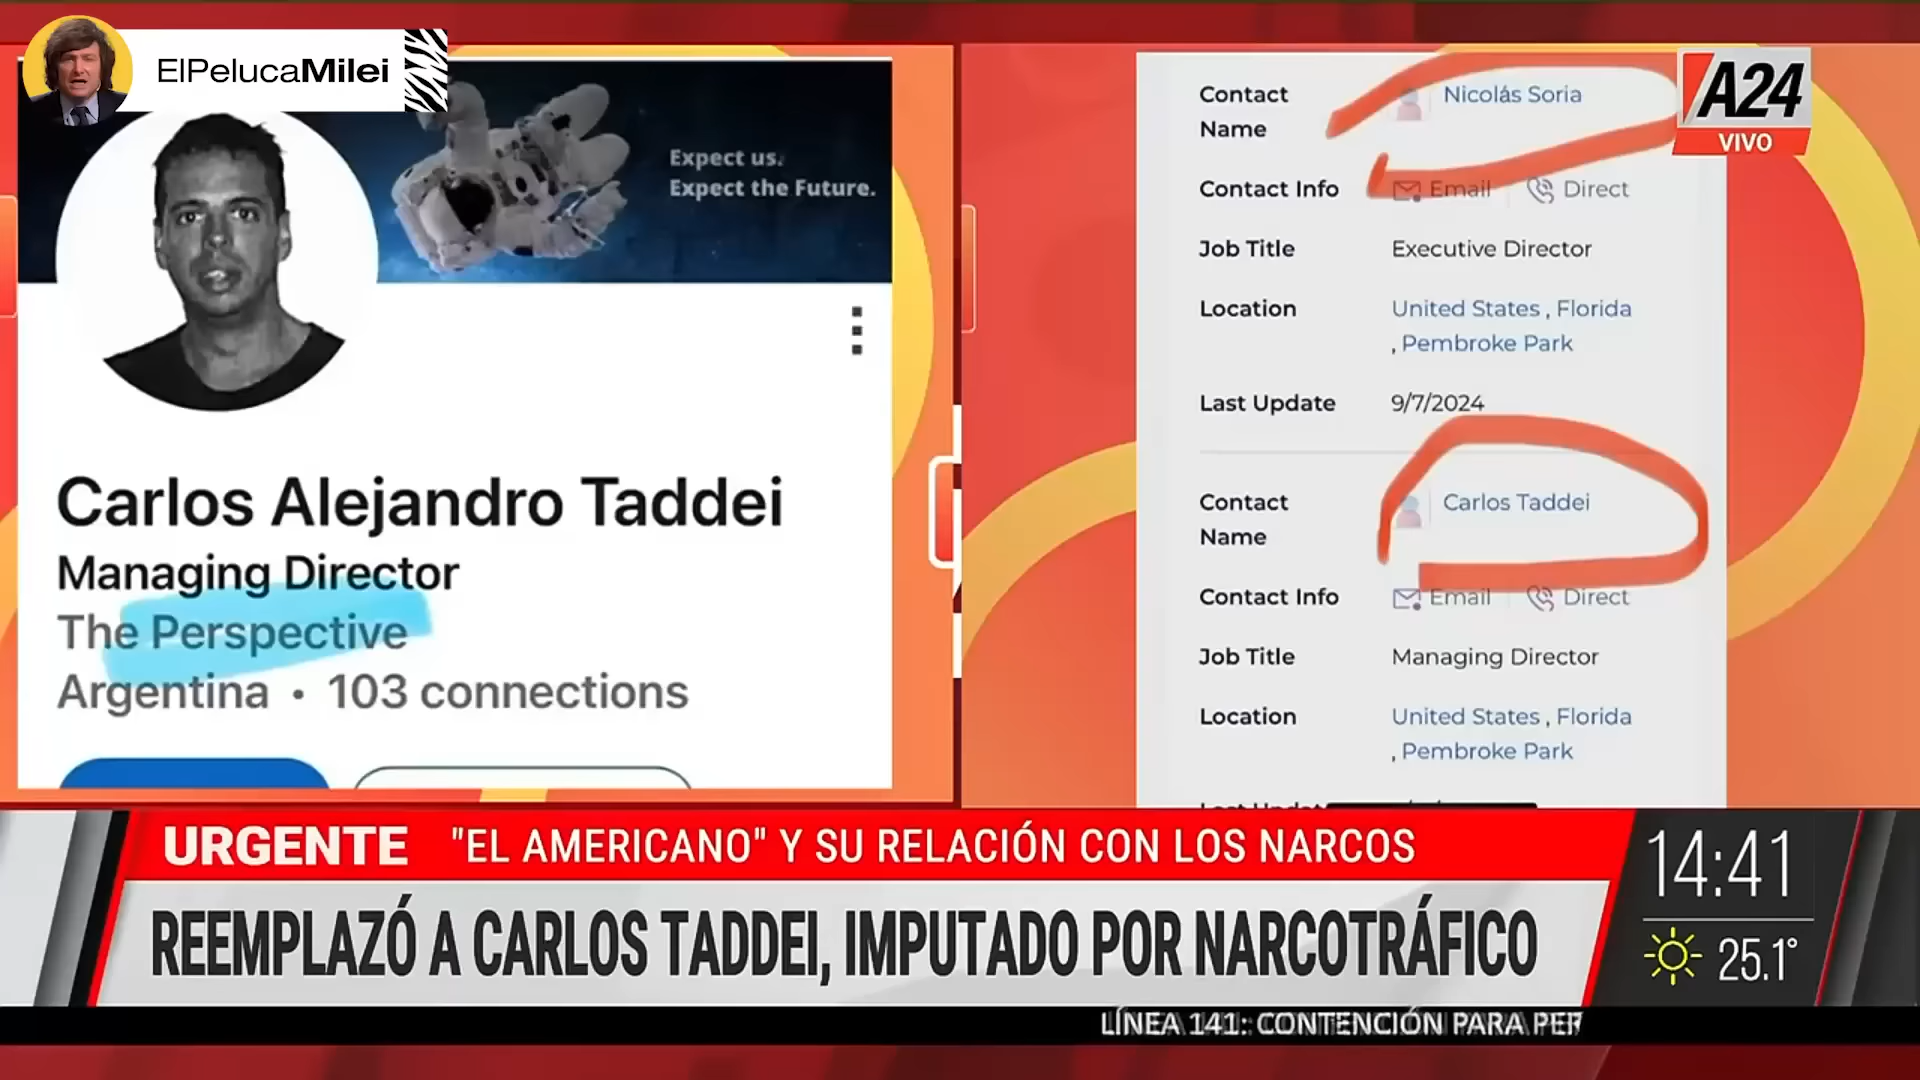 ElPelucaMilei
Expect us.
Expect the Future.
Carlos Alejandro Taddei
Managing Director
The Perspective
Argentina • 103 connections
Contact Name
Nicolás Soria
Contact Info
Email
Direct
Job Title
Executive Director
Location
United States , Florida
, Pembroke Park
Last Update
9/7/2024
Contact Name
Carlos Taddei
Contact Info
Email
Direct
Job Title
Managing Director
Location
United States , Florida
, Pembroke Park
Last Update
A24
VIVO
URGENTE
"EL AMERICANO" Y SU RELACIÓN CON LOS NARCOS
REEMPLAZÓ A CARLOS TADDEI, IMPUTADO POR NARCOTRÁFICO
14:41
25.1°
LÍNEA 141: CONTENCIÓN PARA PER